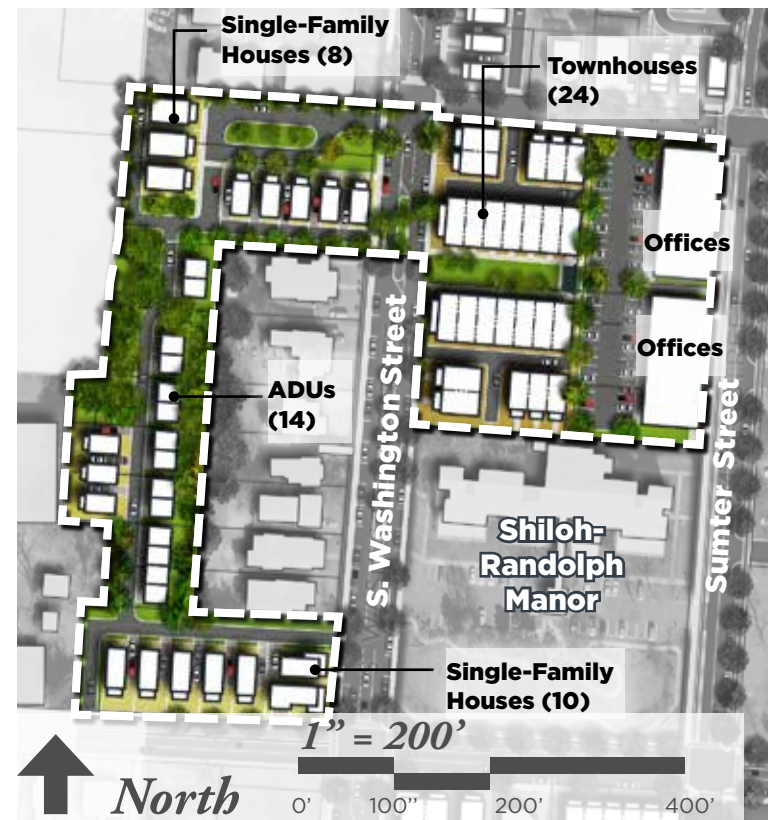 Single-Family
Houses (8)
Townhouses
(24)
Offices
Offices
ADUs
(14)
S. Washington Street
Sumter Street
Shiloh-
Randolph
Manor
Single-Family
Houses (10)
1” = 200’
North
0' 100'' 200' 400'